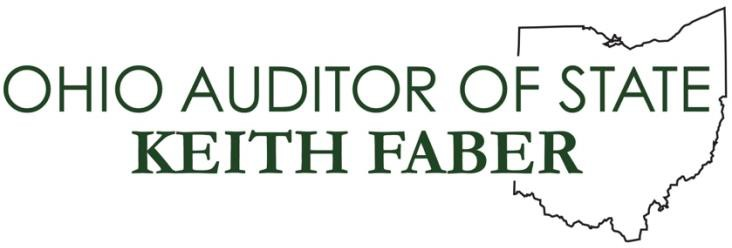 OHIO AUDITOR OF STATE
KEITH FABER